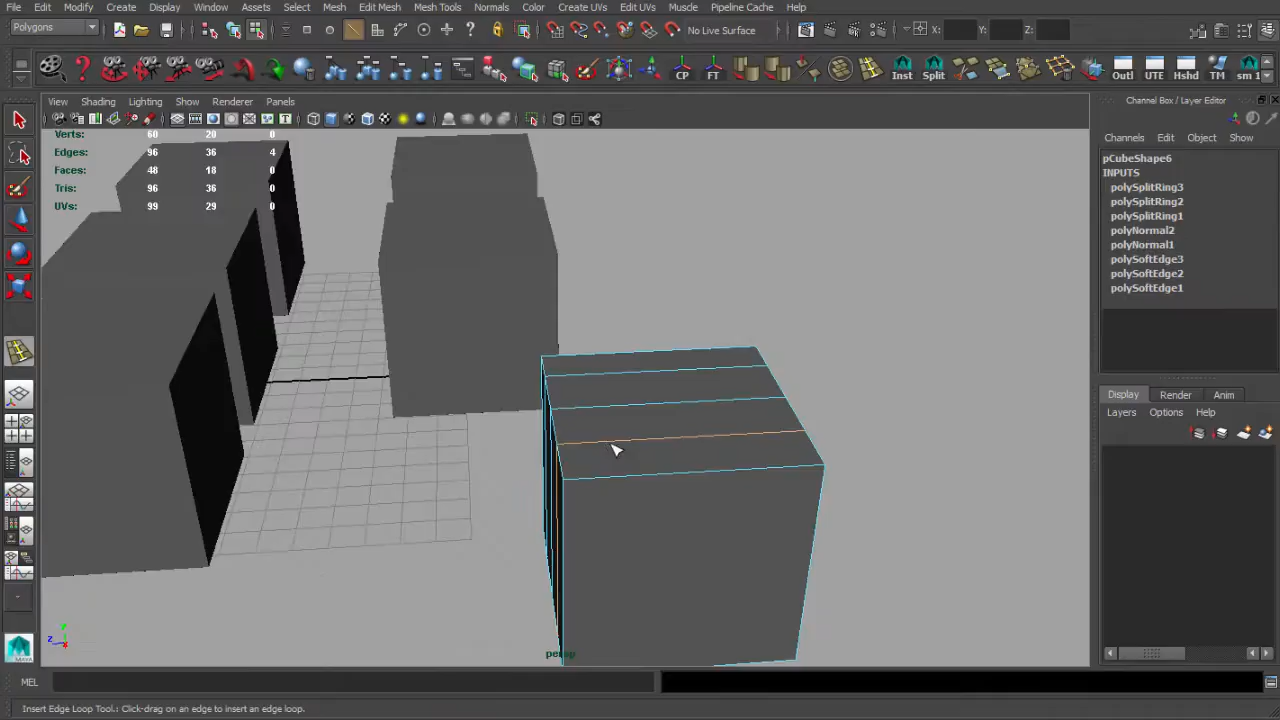 File Edit Modify Create Display Window Assets Select Mesh Edit Mesh Mesh Tools Normals Color Create UVs Edit UVs Muscle Pipeline Cache Help
Polygons
No Live Surface
X: Y: Z:
CP FT Inst Split Outl UTE Hshd TM sm 1
View Shading Lighting Show Renderer Panels
Channel Box / Layer Editor
Channels Edit Object Show
Verts: 60 20 0
Edges: 96 36 4
Faces: 48 18 0
Tris: 96 36 0
UVs: 99 29 0
pCubeShape6
INPUTS
polySplitRing3
polySplitRing2
polySplitRing1
polyNormal2
polyNormal1
polySoftEdge3
polySoftEdge2
polySoftEdge1
Display Render Anim
Layers Options Help
y
z
x
persp
MAYA
MEL
Insert Edge Loop Tool: Click-drag on an edge to insert an edge loop.